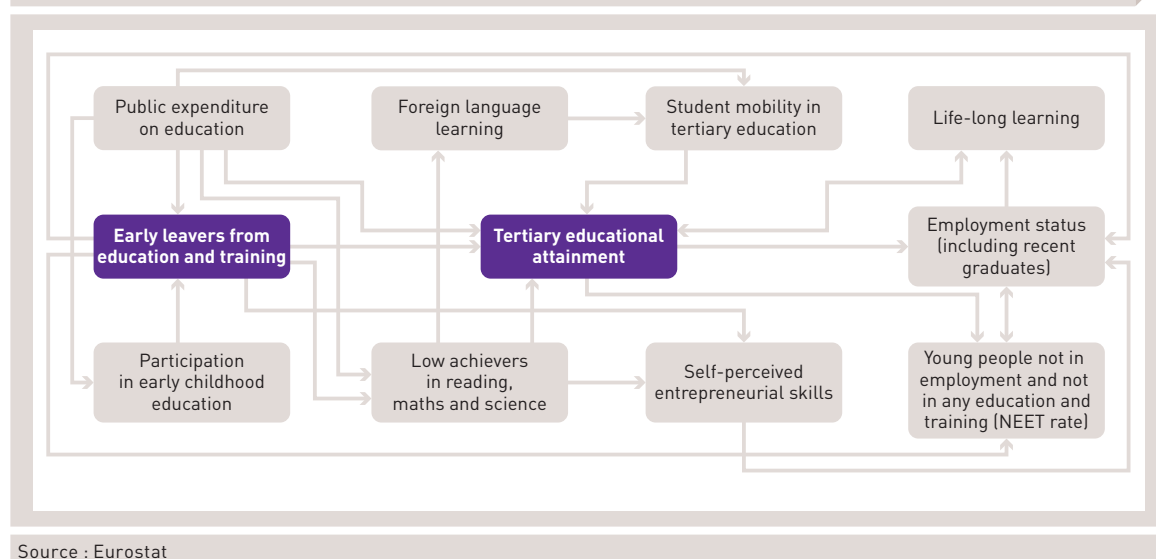 Public expenditure
on education
Foreign language
learning
Student mobility in
tertiary education
Life-long learning
Early leavers from
education and training
Tertiary educational
attainment
Employment status
(including recent
graduates)
Participation
in early childhood
education
Low achievers
in reading,
maths and science
Self-perceived
entrepreneurial skills
Young people not in
employment and not
in any education and
training (NEET rate)
Source : Eurostat